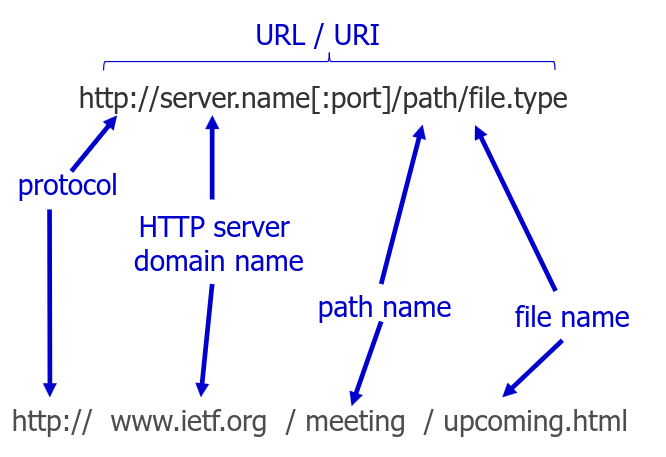 URL / URI
http://server.name[:port]/path/file.type
protocol
HTTP server
domain name
path name
file name
http:// www.ietf.org / meeting / upcoming.html